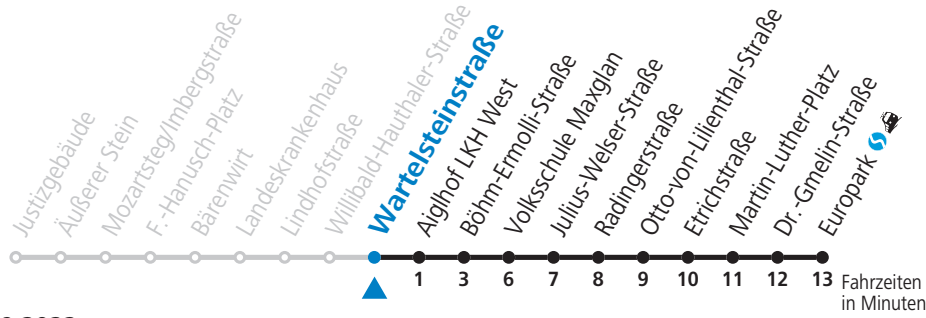 Justizgebäude
Äußerer Stein
Mozartsteg/Imbergstraße
F.-Hanusch-Platz
Bärenwirt
Landeskrankenhaus
Lindhofstraße
Willibald-Hauthaler-Straße
Wartelsteinstraße
Aiglhof LKH West
Böhm-Ermolli-Straße
Volksschule Maxglan
Julius-Welser-Straße
Radingerstraße
Otto-von-Lilienthal-Straße
Etrichstraße
Martin-Luther-Platz
Dr.-Gmelin-Straße
Europark
1 3 6 7 8 9 10 11 12 13 Fahrzeiten
in Minuten